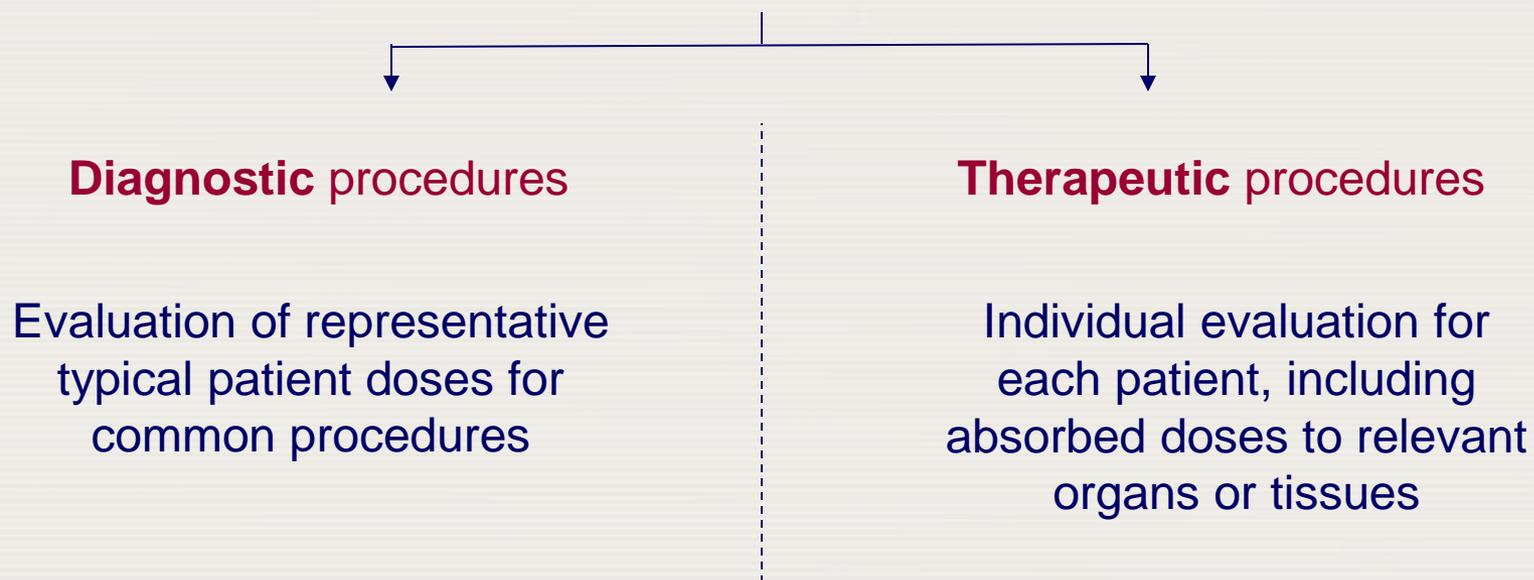 Diagnostic procedures
Evaluation of representative
typical patient doses for
common procedures
Therapeutic procedures
Individual evaluation for
each patient, including
absorbed doses to relevant
organs or tissues